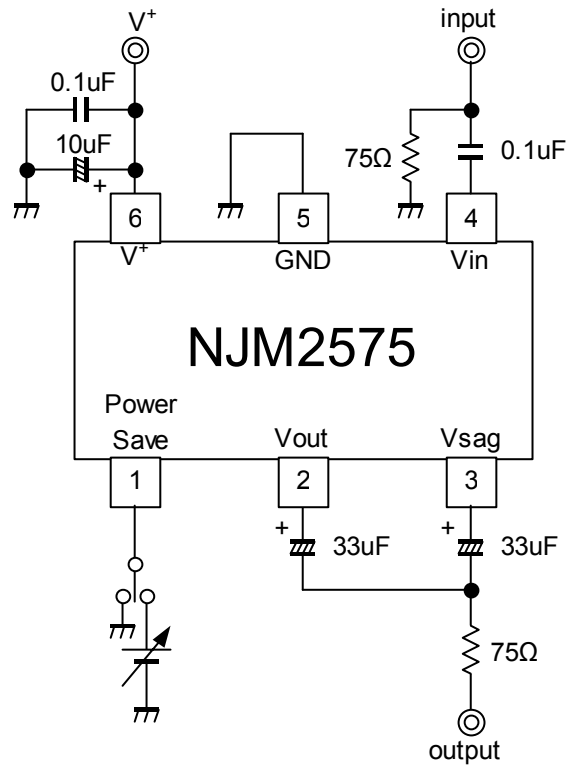 V+
input
0.1uF
10uF
+
75Ω
0.1uF
6
5
4
V+
GND
Vin
NJM2575
Power
Save
Vout
Vsag
1
2
3
+
33uF
+
33uF
75Ω
output